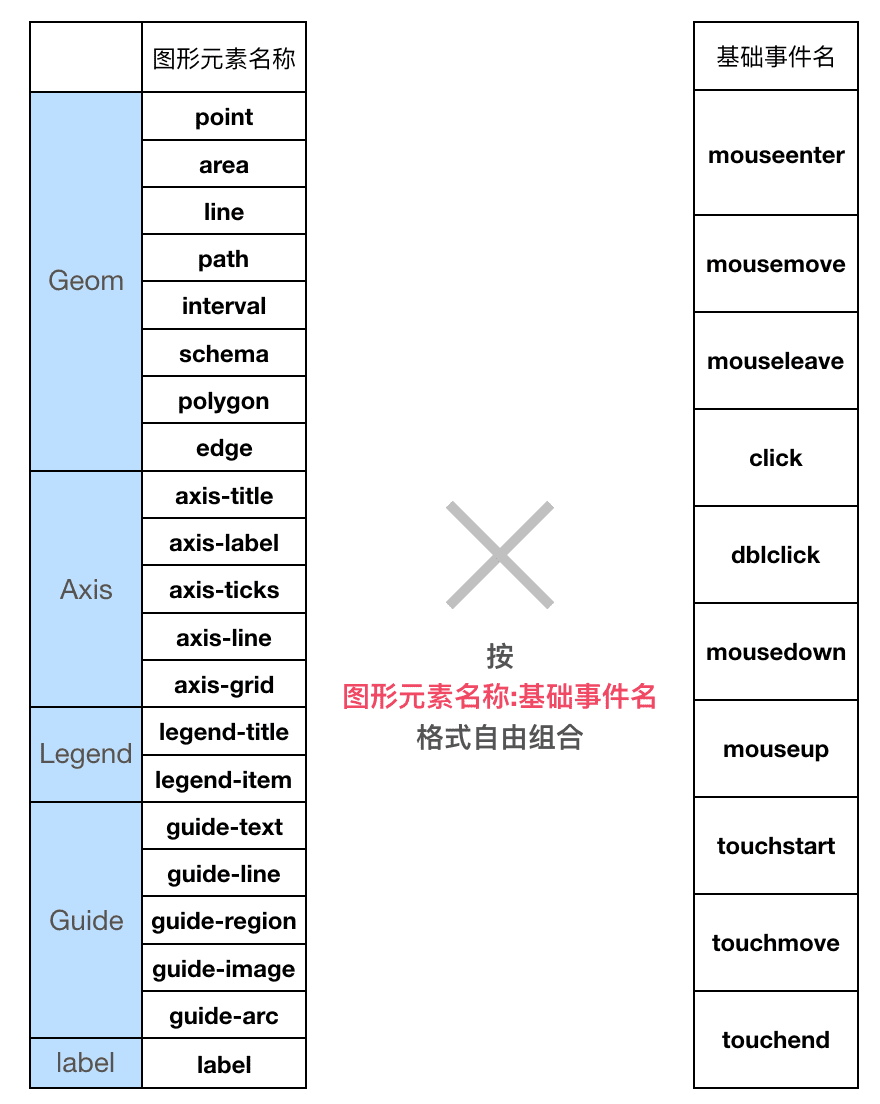 图形元素名称
Geom
point
area
line
path
interval
schema
polygon
edge
Axis
axis-title
axis-label
axis-ticks
axis-line
axis-grid
Legend
legend-title
legend-item
Guide
guide-text
guide-line
guide-region
guide-image
guide-arc
label
label
按
图形元素名称:基础事件名
格式自由组合
基础事件名
mouseenter
mousemove
mouseleave
click
dblclick
mousedown
mouseup
touchstart
touchmove
touchend